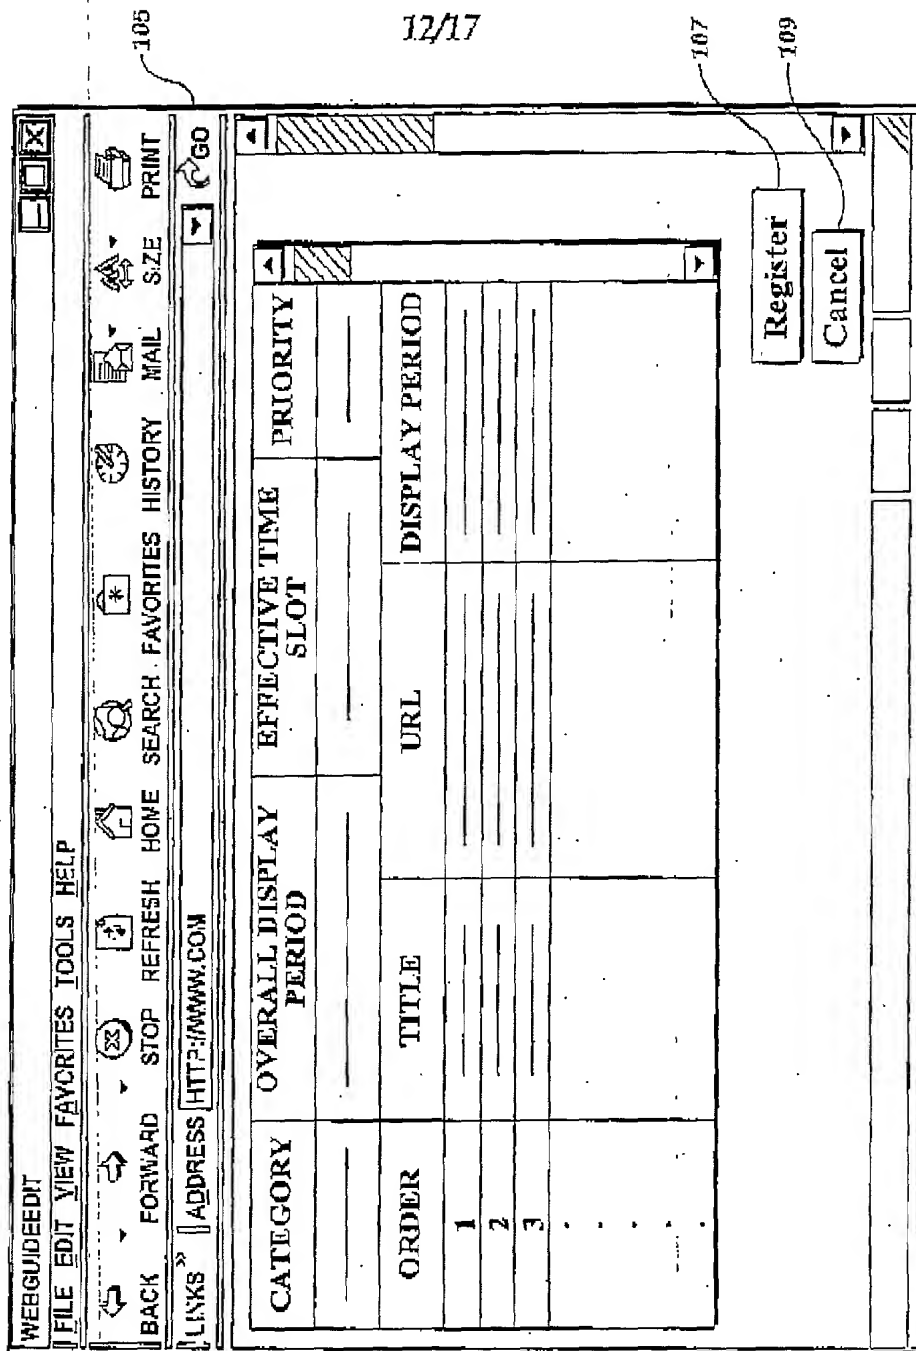 12/17
WEBGUIDEEDIT
FILE EDIT VIEW FAVORITES TOOLS HELP
BACK FORWARD STOP REFRESH HOME SEARCH FAVORITES HISTORY MAIL SIZE PRINT
LINKS » ADDRESS HTTP://WWW.COM GO
105
CATEGORY OVERALL DISPLAY PERIOD EFFECTIVE TIME SLOT PRIORITY
ORDER TITLE URL DISPLAY PERIOD
1
2
3
Register
107
Cancel
109